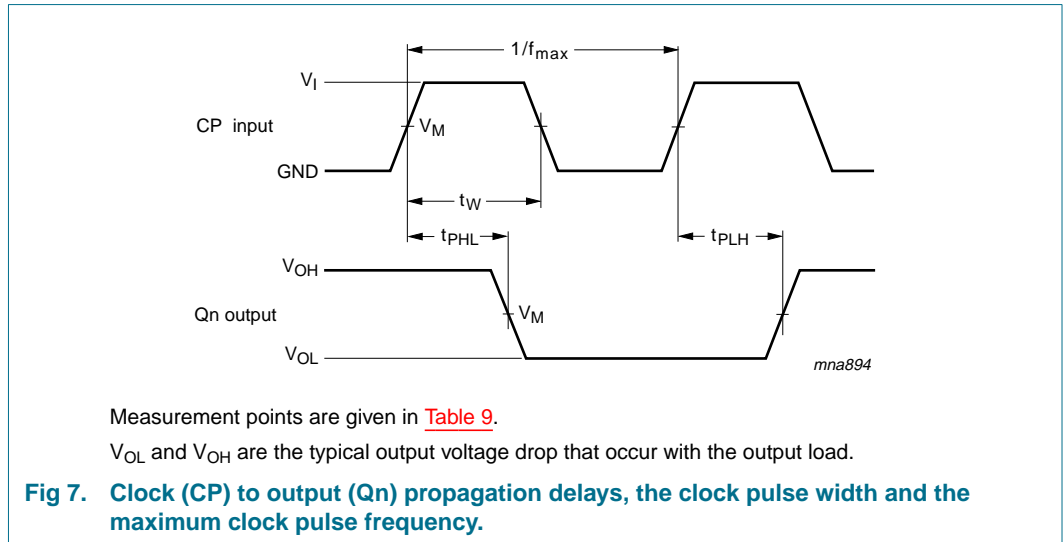 1/fmax
VI
CP input
VM
GND
tW
tPHL
tPLH
VOH
Qn output
VM
VOL
mna894
Measurement points are given in Table 9.
VOL and VOH are the typical output voltage drop that occur with the output load.
Fig 7. Clock (CP) to output (Qn) propagation delays, the clock pulse width and the
maximum clock pulse frequency.